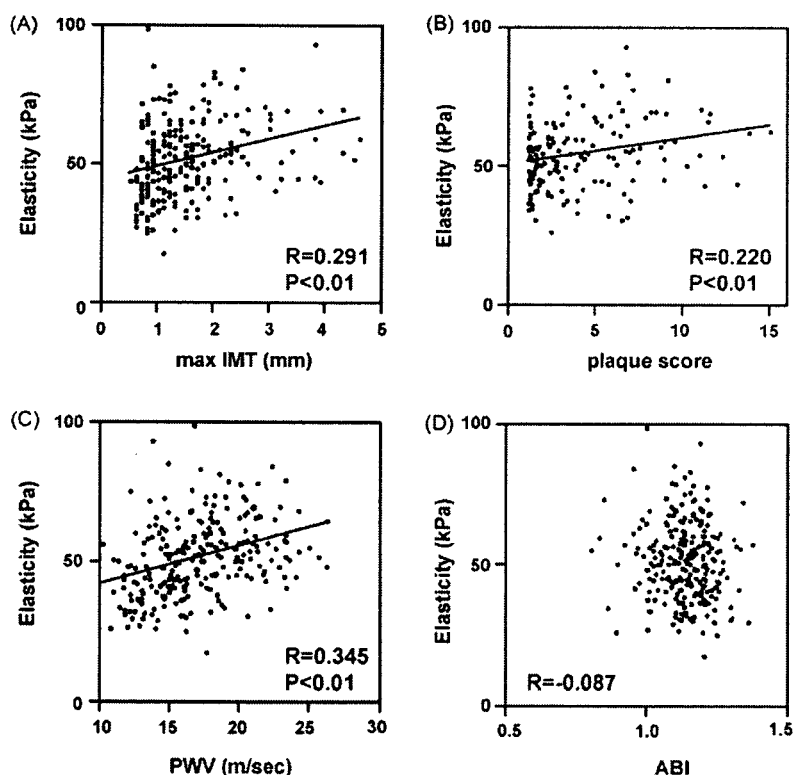 (A)
100
50
0
Elasticity (kPa)
R=0.291
P<0.01
0 1 2 3 4 5
max IMT (mm)
(B)
100
50
0
Elasticity (kPa)
R=0.220
P<0.01
0 5 10 15
plaque score
(C)
100
50
0
Elasticity (kPa)
R=0.345
P<0.01
10 15 20 25 30
PWV (m/sec)
(D)
100
50
0
Elasticity (kPa)
R=-0.087
0.5 1.0 1.5
ABI